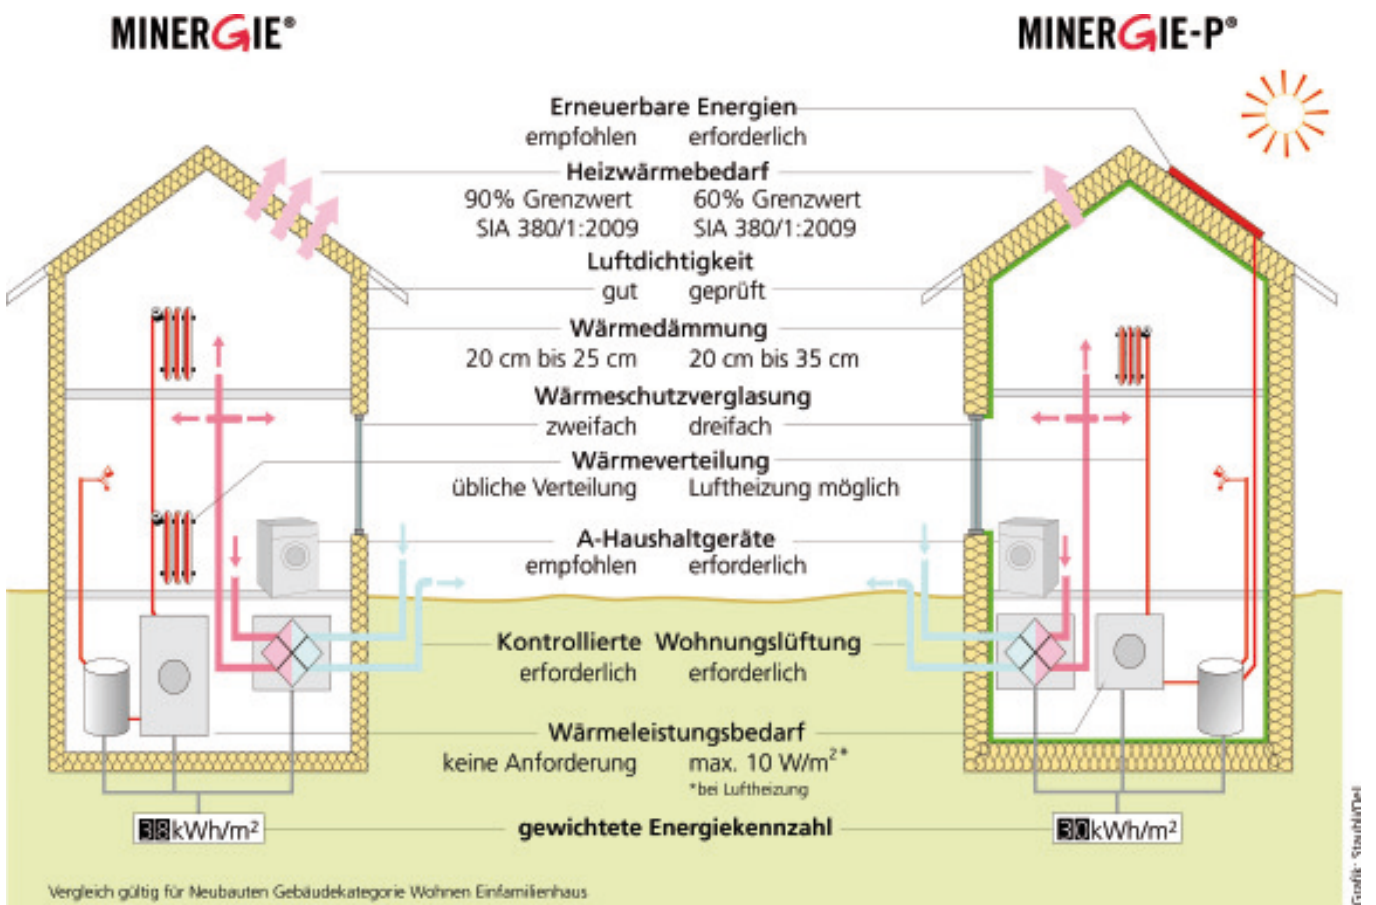 MINERGIE®
MINERGIE-P®
Erneuerbare Energien
empfohlen erforderlich
Heizwärmebedarf
90% Grenzwert 60% Grenzwert
SIA 380/1:2009 SIA 380/1:2009
Luftdichtigkeit
gut geprüft
Wärmedämmung
20 cm bis 25 cm 20 cm bis 35 cm
Wärmeschutzverglasung
zweifach dreifach
Wärmeverteilung
übliche Verteilung Luftheizung möglich
A-Haushaltgeräte
empfohlen erforderlich
Kontrollierte Wohnungslüftung
erforderlich erforderlich
Wärmeleistungsbedarf
keine Anforderung max. 10 W/m²*
*bei Luftheizung
38kWh/m² gewichtete Energiekennzahl 30kWh/m²
Vergleich gültig für Neubauten Gebäudekategorie Wohnen Einfamilienhaus
Grafik: